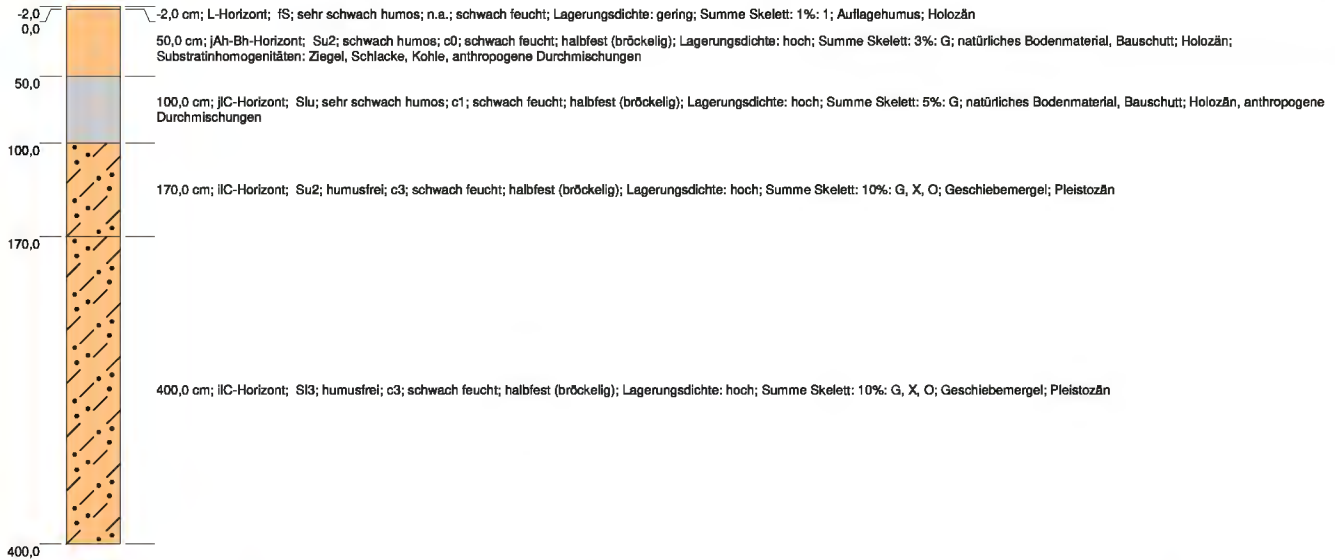 -2,0
0,0
-2,0 cm; L-Horizont; fS; sehr schwach humos; n.a.; schwach feucht; Lagerungsdichte: gering; Summe Skelett: 1%: 1; Auflagehumus; Holozän
50,0 cm; jAh-Bh-Horizont; Su2; schwach humos; c0; schwach feucht; halbfest (bröckelig); Lagerungsdichte: hoch; Summe Skelett: 3%: G; natürliches Bodenmaterial, Bauschutt; Holozän;
Substratinhomogenitäten: Ziegel, Schlacke, Kohle, anthropogene Durchmischungen
50,0
100,0 cm; jlC-Horizont; Slu; sehr schwach humos; c1; schwach feucht; halbfest (bröckelig); Lagerungsdichte: hoch; Summe Skelett: 5%: G; natürliches Bodenmaterial, Bauschutt; Holozän, anthropogene
Durchmischungen
100,0
170,0 cm; ilC-Horizont; Su2; humusfrei; c3; schwach feucht; halbfest (bröckelig); Lagerungsdichte: hoch; Summe Skelett: 10%: G, X, O; Geschiebemergel; Pleistozän
170,0
400,0 cm; ilC-Horizont; Sl3; humusfrei; c3; schwach feucht; halbfest (bröckelig); Lagerungsdichte: hoch; Summe Skelett: 10%: G, X, O; Geschiebemergel; Pleistozän
400,0